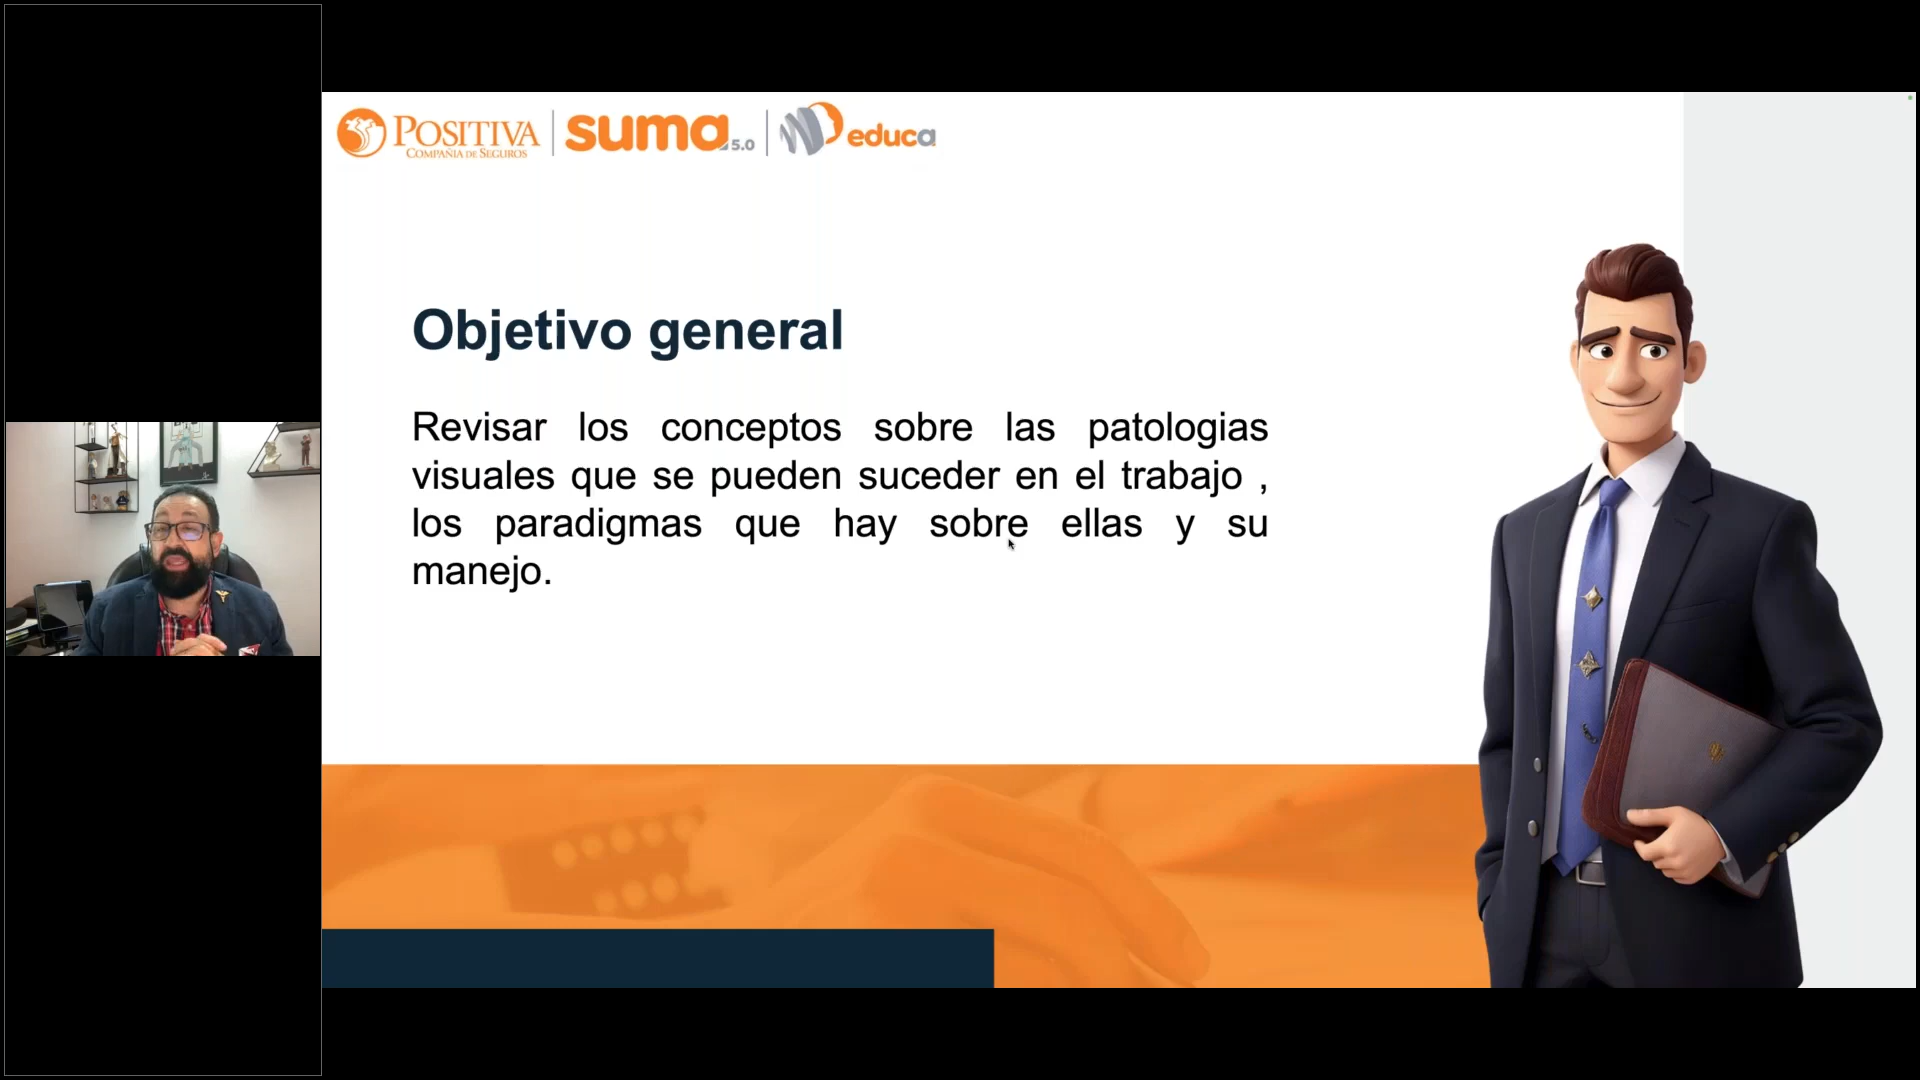 POSITIVA
COMPAÑIA DE SEGUROS
suma 5.0
educa
Objetivo general
Revisar los conceptos sobre las patologias
visuales que se pueden suceder en el trabajo ,
los paradigmas que hay sobre ellas y su
manejo.